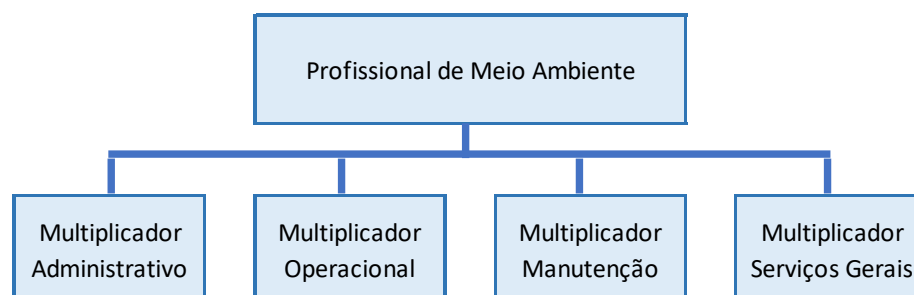 Profissional de Meio Ambiente
Multiplicador
Administrativo
Multiplicador
Operacional
Multiplicador
Manutenção
Multiplicador
Serviços Gerais